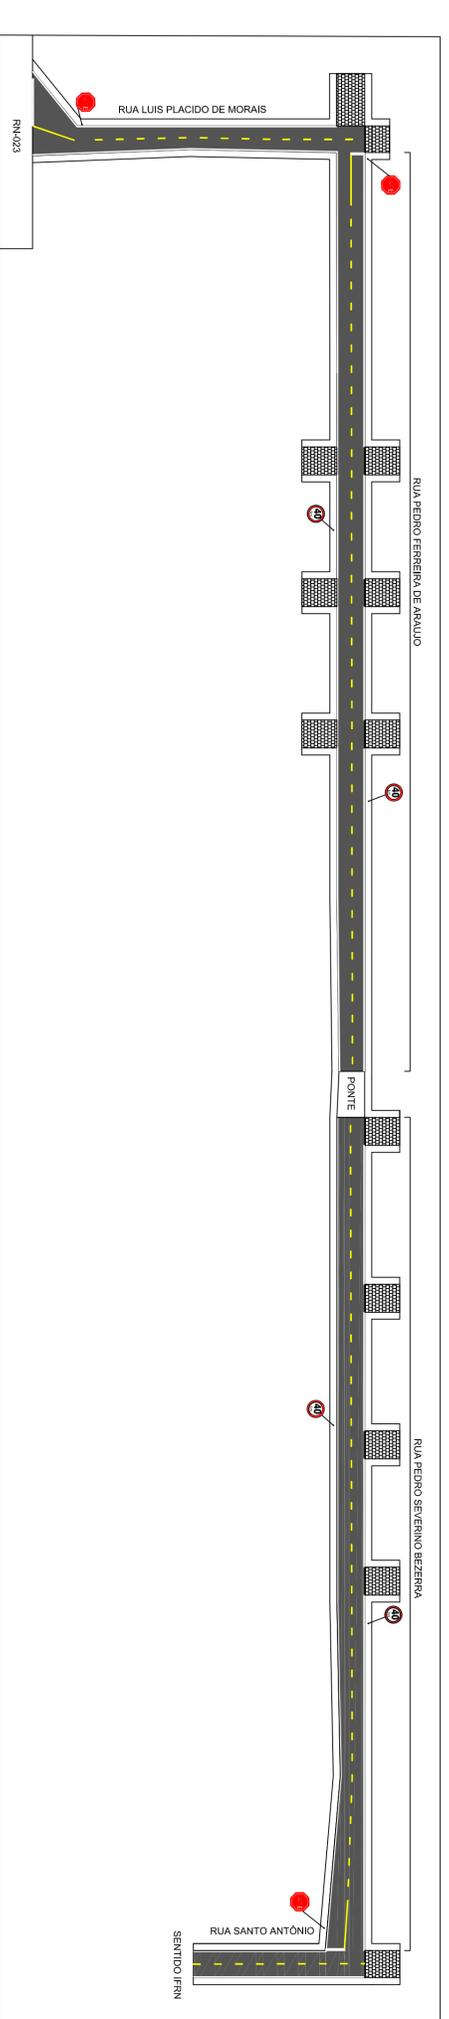 RUA LUIS PLACIDO DE MORAIS
RN-023
RUA PEDRO FERREIRA DE ARAUJO
40
40
PONTE
40
RUA PEDRO SEVERINO BEZERRA
40
RUA SANTO ANTÔNIO
SENTIDO IFRN